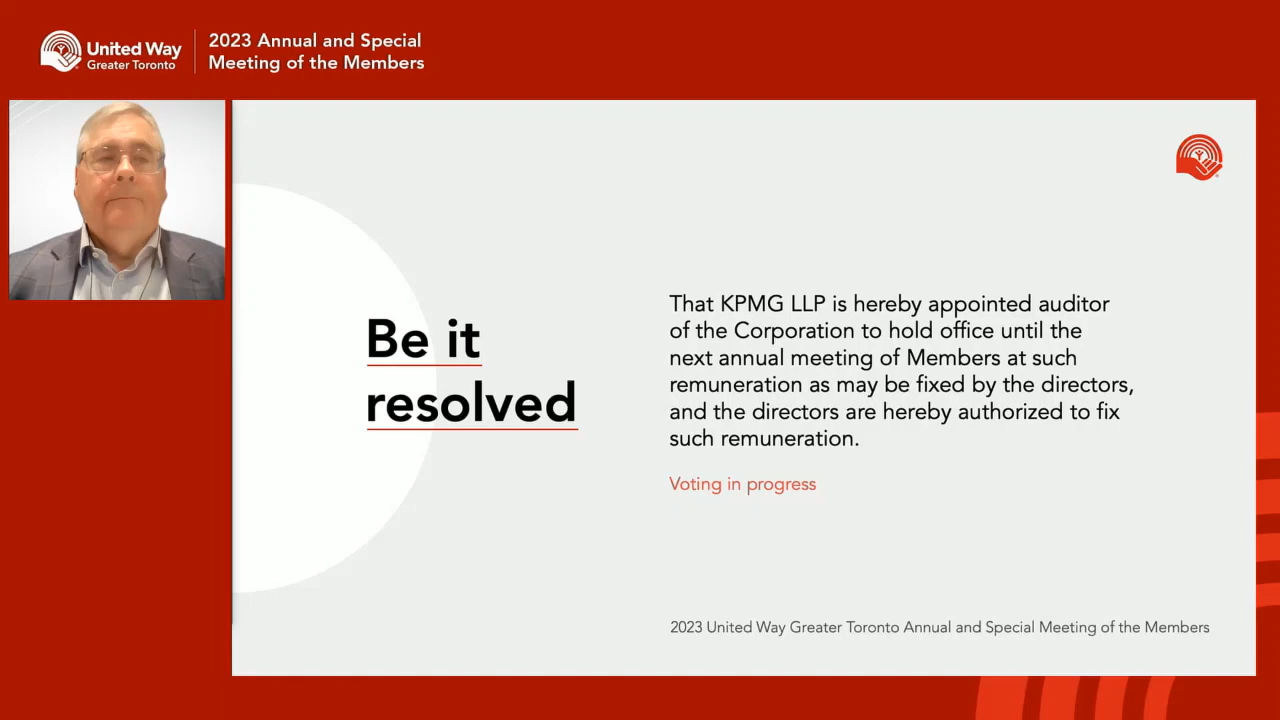 United Way
Greater Toronto
2023 Annual and Special
Meeting of the Members
Be it
resolved
That KPMG LLP is hereby appointed auditor
of the Corporation to hold office until the
next annual meeting of Members at such
remuneration as may be fixed by the directors,
and the directors are hereby authorized to fix
such remuneration.
Voting in progress
2023 United Way Greater Toronto Annual and Special Meeting of the Members